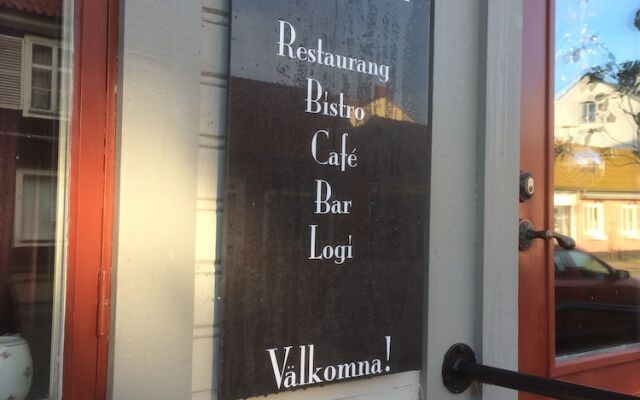 Restaurang
Bistro
Café
Bar
Logi
Välkomna!